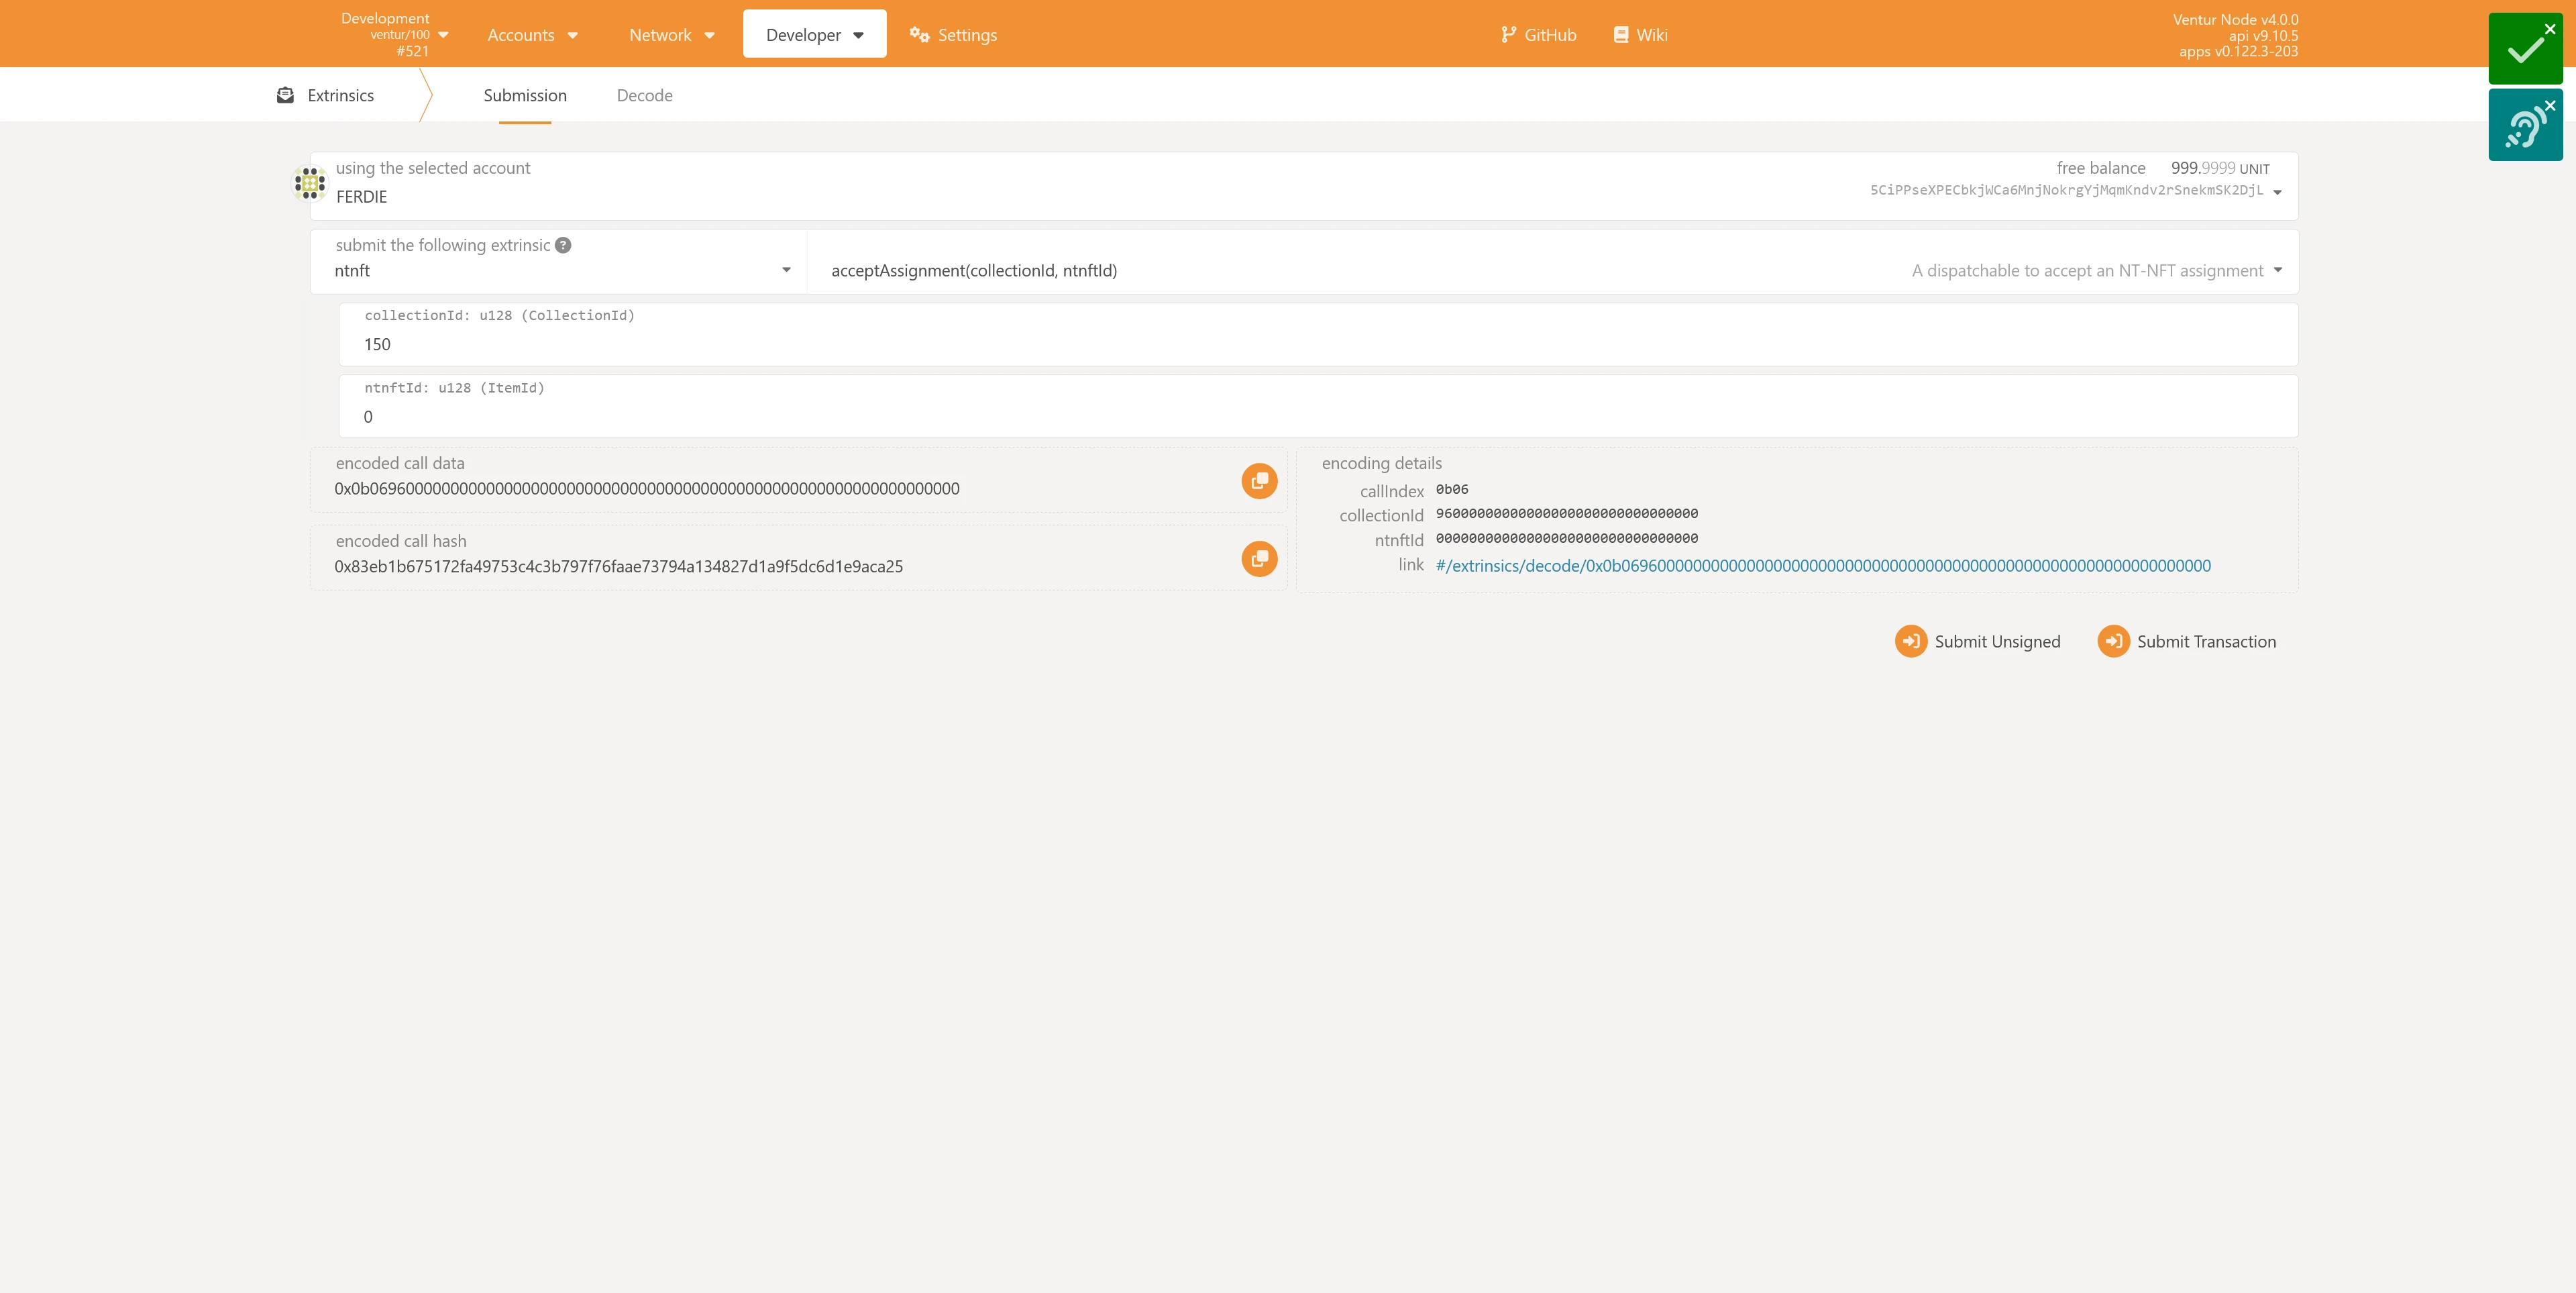 Development
ventur/100
#521
Accounts
Network
Developer
Settings
GitHub
Wiki
Ventur Node v4.0.0
api v9.10.5
apps v0.122.3-203
Extrinsics
Submission
Decode
using the selected account
FERDIE
free balance 999.9999 UNIT
5CiPPseXPECbkjWCa6MnjNokrgYjMqmKndv2rSnekmSK2DjL
submit the following extrinsic
ntnft
acceptAssignment(collectionId, ntnftId)
A dispatchable to accept an NT-NFT assignment
collectionId: u128 (CollectionId)
150
ntnftId: u128 (ItemId)
0
encoded call data
0x0b069600000000000000000000000000000000000000000000000000000000000000
encoded call hash
0x83eb1b675172fa49753c4c3b797f76faae73794a134827d1a9f5dc6d1e9aca25
encoding details
callIndex 0b06
collectionId 96000000000000000000000000000000
ntnftId 00000000000000000000000000000000
link #/extrinsics/decode/0x0b069600000000000000000000000000000000000000000000000000000000000000
Submit Unsigned
Submit Transaction